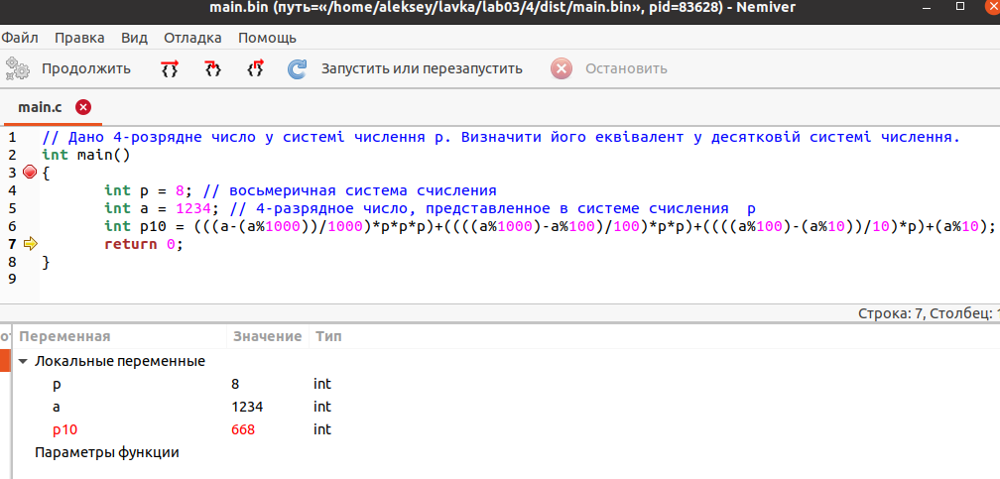 main.bin (путь=«/home/aleksey/lavka/lab03/4/dist/main.bin», pid=83628) - Nemiver
Файл Правка Вид Отладка Помощь
Продолжить Запустить или перезапустить Остановить
main.c
1 // Дано 4-розрядне число у системі числення p. Визначити його еквівалент у десятковій системі числення.
2 int main()
3 {
4 int p = 8; // восьмеричная система счисления
5 int a = 1234; // 4-разрядное число, представленное в системе счисления p
6 int p10 = (((a-(a%1000))/1000)*p*p*p)+((((a%1000)-a%100)/100)*p*p)+((((a%100)-(a%10))/10)*p)+(a%10);
7 return 0;
8 }
9
Строка: 7, Столбец:
Переменная Значение Тип
Локальные переменные
p 8 int
a 1234 int
p10 668 int
Параметры функции